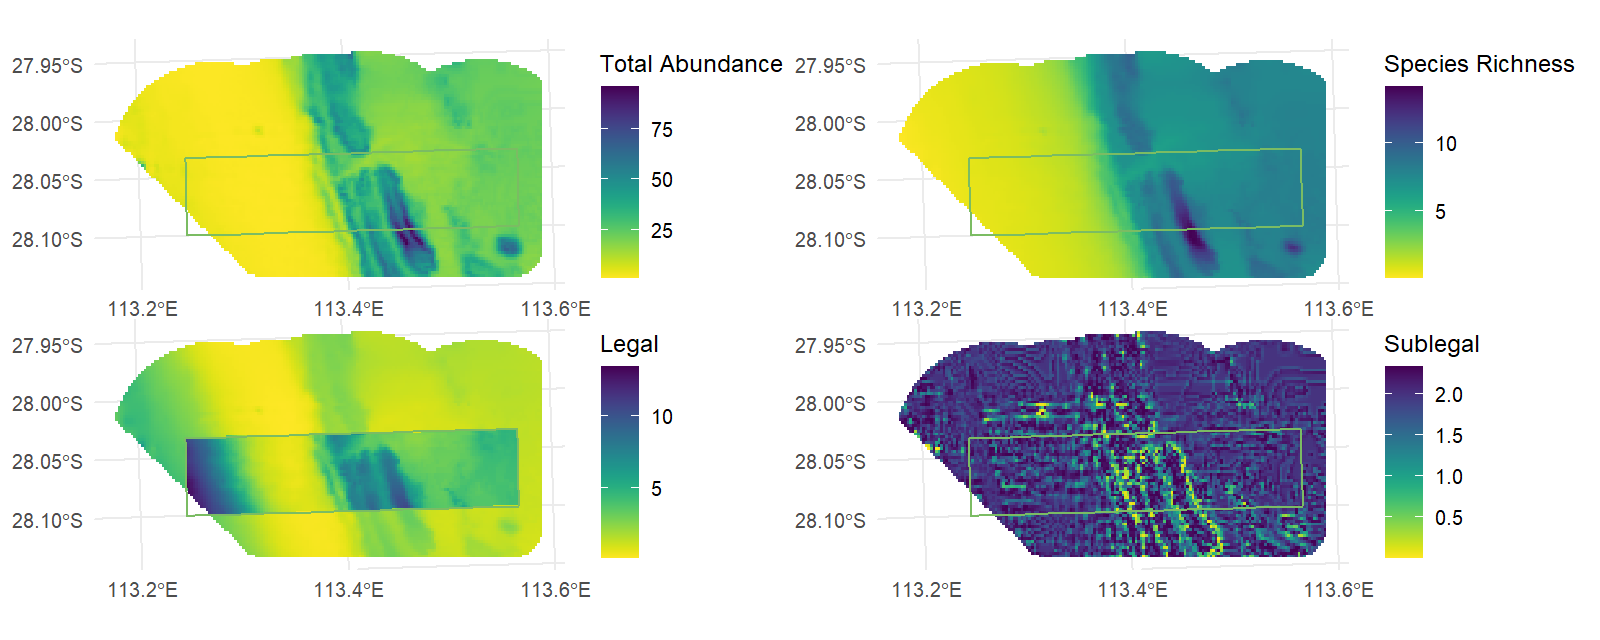 Total Abundance
27.95°S
28.00°S
28.05°S
28.10°S
75
50
25
113.2°E
113.4°E
113.6°E
Species Richness
27.95°S
28.00°S
28.05°S
28.10°S
10
5
113.2°E
113.4°E
113.6°E
Legal
27.95°S
28.00°S
28.05°S
28.10°S
10
5
113.2°E
113.4°E
113.6°E
Sublegal
27.95°S
28.00°S
28.05°S
28.10°S
2.0
1.5
1.0
0.5
113.2°E
113.4°E
113.6°E